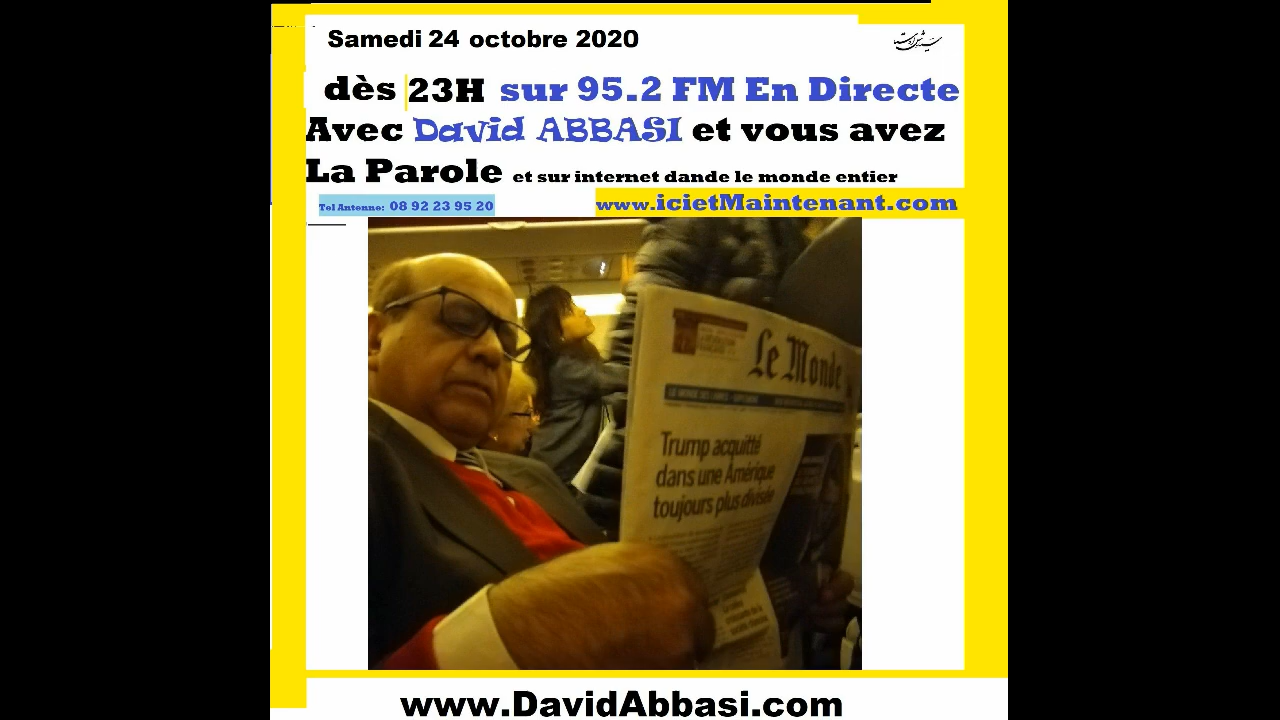 Samedi 24 octobre 2020
dès 23H sur 95.2 FM En Directe
Avec David ABBASI et vous avez
La Parole et sur internet dande le monde entier
Tel Antenne: 08 92 23 95 20
www.icietMaintenant.com
Le Monde
Trump acquitté
dans une Amérique
toujours plus divisée
www.DavidAbbasi.com